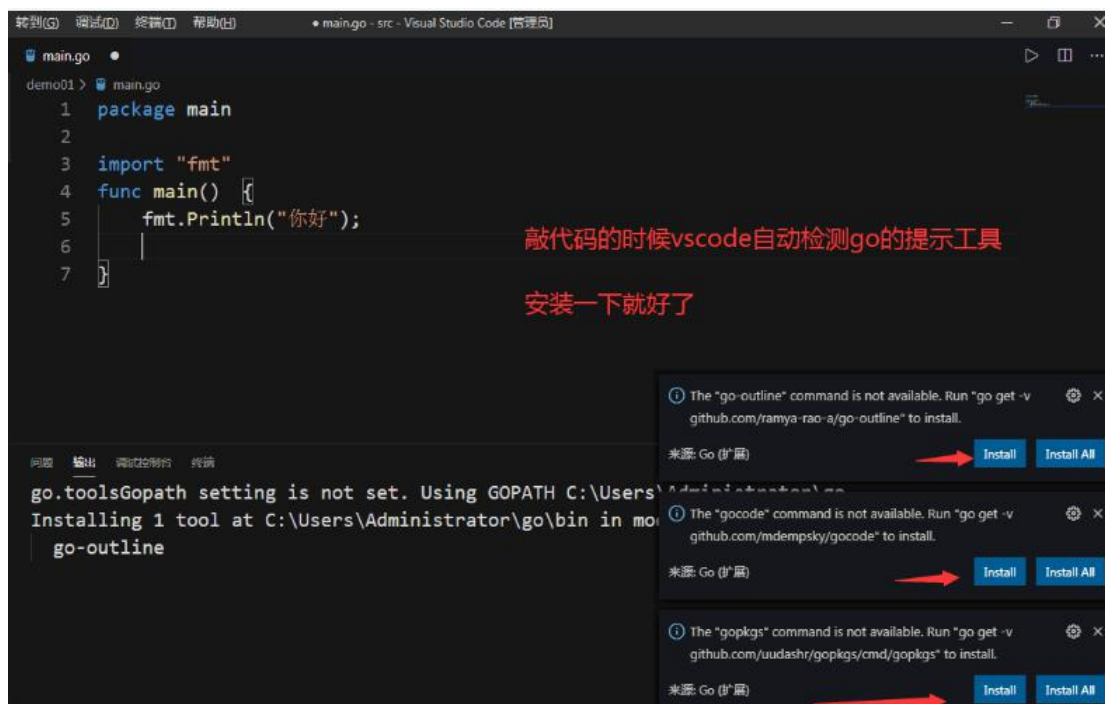 转到(G) 调试(D) 终端(T) 帮助(H) ● main.go - src - Visual Studio Code [管理员]
main.go ●
demo01 > main.go
1 package main
2
3 import "fmt"
4 func main() {
5 fmt.Println("你好");
6
7 }
敲代码的时候vscode自动检测go的提示工具
安装一下就好了
问题 输出 调试控制台 终端
go.toolsGopath setting is not set. Using GOPATH C:\Users\Administrator\go
Installing 1 tool at C:\Users\Administrator\go\bin in mo
go-outline
The "go-outline" command is not available. Run "go get -v
github.com/ramya-rao-a/go-outline" to install.
来源: Go (扩展) Install Install All
The "gocode" command is not available. Run "go get -v
github.com/mdempsky/gocode" to install.
来源: Go (扩展) Install Install All
The "gopkgs" command is not available. Run "go get -v
github.com/uudashr/gopkgs/cmd/gopkgs" to install.
来源: Go (扩展) Install Install All